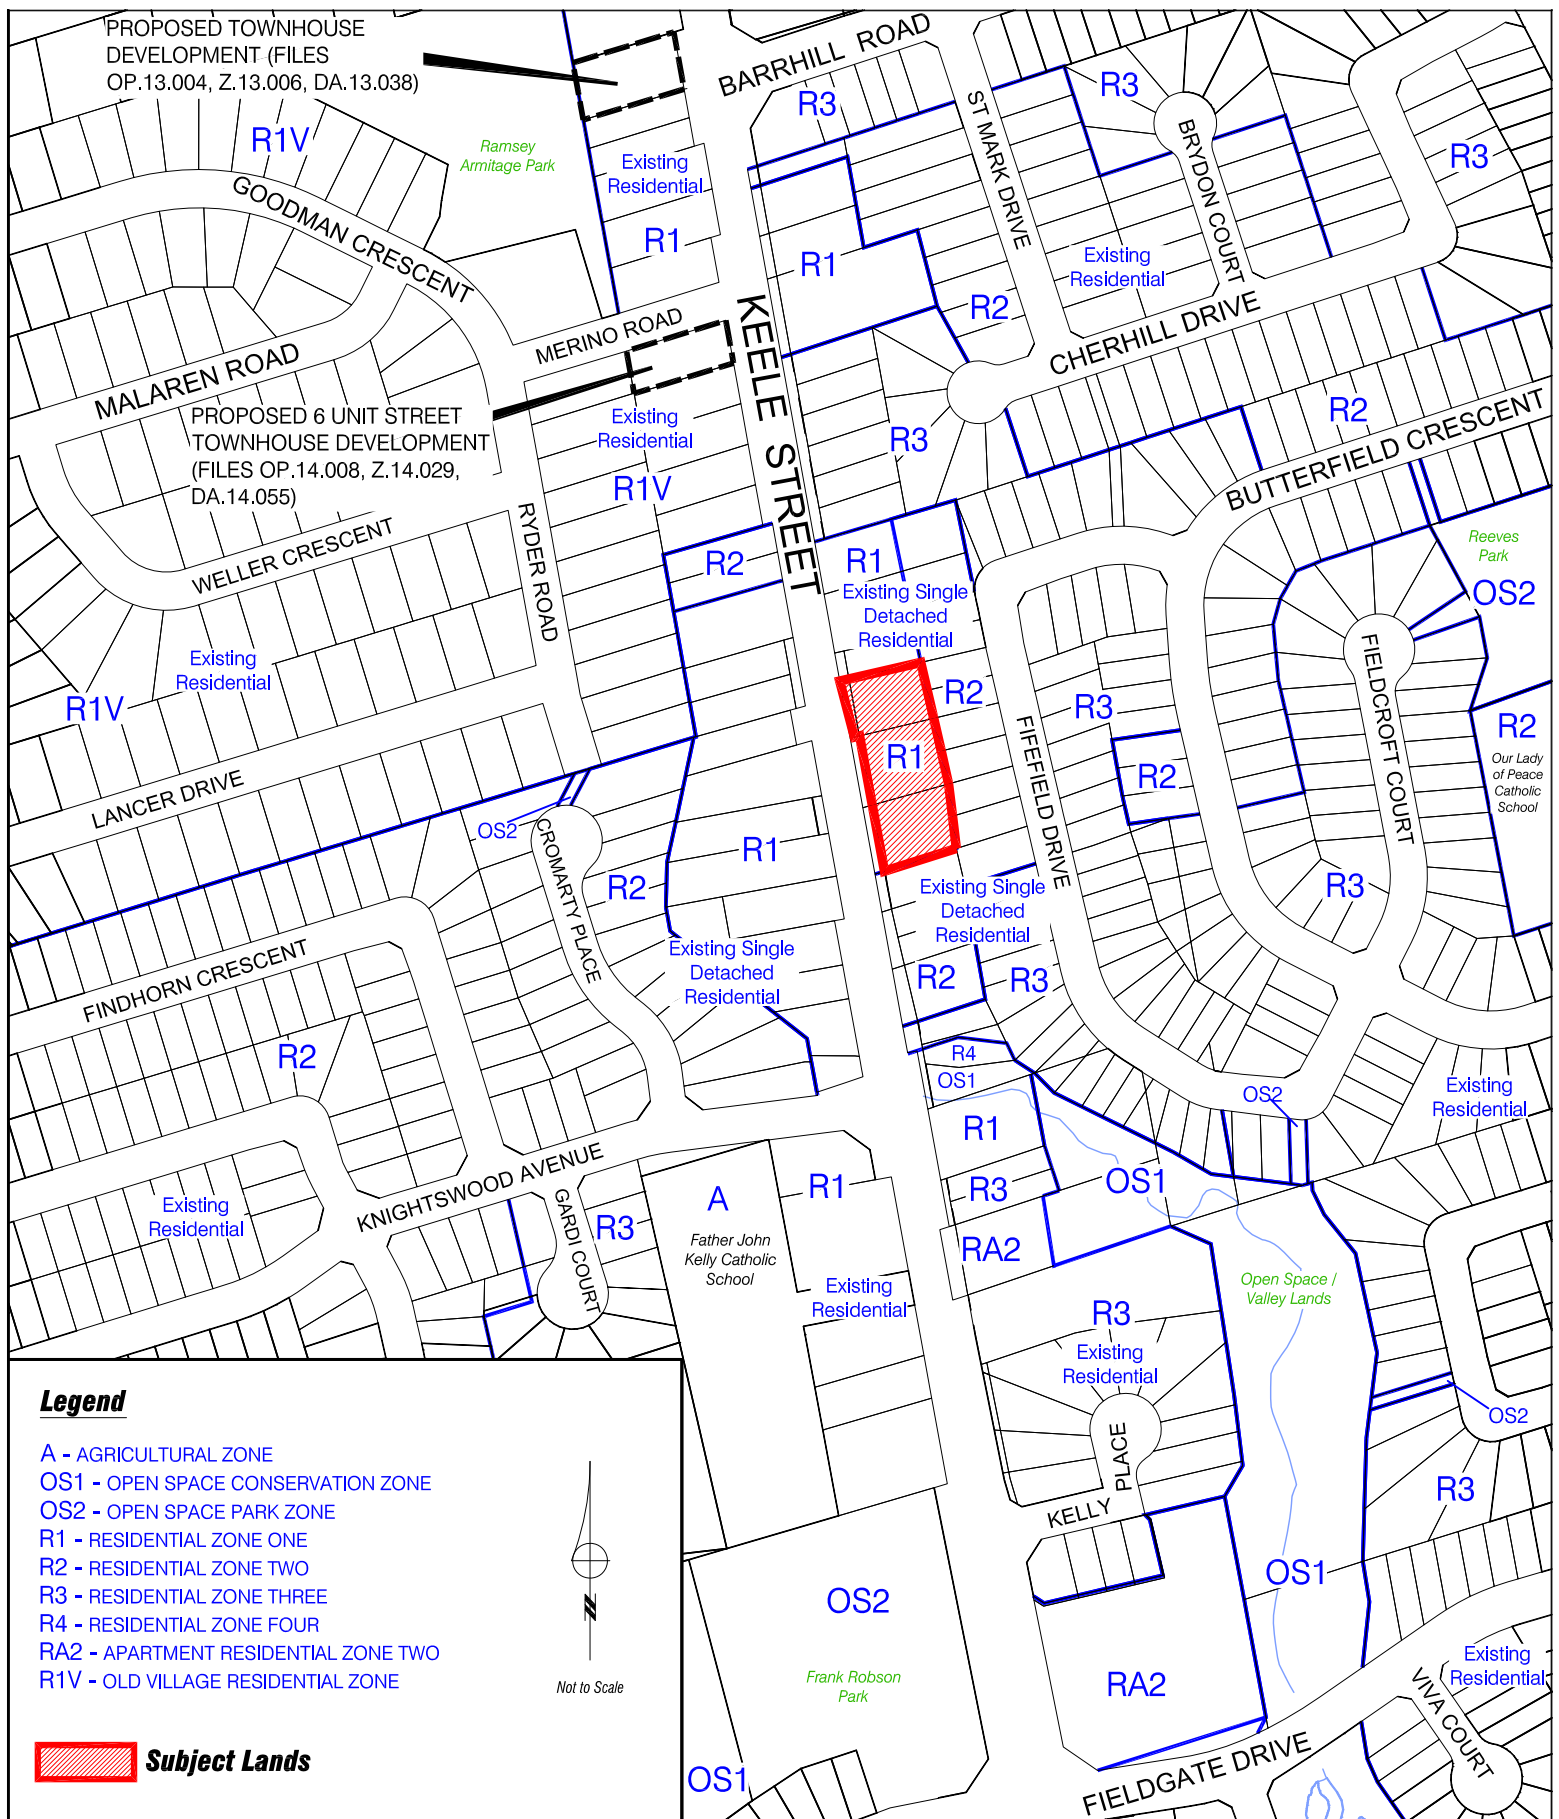 PROPOSED TOWNHOUSE
DEVELOPMENT (FILES
OP.13.004, Z.13.006, DA.13.038)
BARRHILL ROAD
R3
R3
R1V
Ramsey
Armitage Park
Existing
Residential
ST MARK DRIVE
BRYDON COURT
R3
GOODMAN CRESCENT
R1
R1
Existing
Residential
R2
KEELE STREET
MERINO ROAD
CHERHILL DRIVE
MALAREN ROAD
PROPOSED 6 UNIT STREET
TOWNHOUSE DEVELOPMENT
(FILES OP.14.008, Z.14.029,
DA.14.055)
Existing
Residential
R3
R2
BUTTERFIELD CRESCENT
R1V
RYDER ROAD
WELLER CRESCENT
R2
R1
Existing Single
Detached
Residential
Reeves
Park
OS2
Existing
Residential
R1V
R2
R3
FIFEFIELD DRIVE
FIELDCROFT COURT
R1
R2
R2
Our Lady
of Peace
Catholic
School
LANCER DRIVE
OS2
CROMARTY PLACE
R1
R2
Existing Single
Detached
Residential
R3
Existing Single
Detached
Residential
R2
R3
FINDHORN CRESCENT
R2
R4
OS1
OS2
Existing
Residential
R1
OS1
KNIGHTSWOOD AVENUE
Existing
Residential
GARDI COURT
R3
A
Father John
Kelly Catholic
School
R1
R3
RA2
Existing
Residential
Open Space /
Valley Lands
R3
Existing
Residential
OS2
KELLY PLACE
R3
OS1
OS2
Frank Robson
Park
RA2
Existing
Residential
VIVA COURT
FIELDGATE DRIVE
OS1
Legend
A - AGRICULTURAL ZONE
OS1 - OPEN SPACE CONSERVATION ZONE
OS2 - OPEN SPACE PARK ZONE
R1 - RESIDENTIAL ZONE ONE
R2 - RESIDENTIAL ZONE TWO
R3 - RESIDENTIAL ZONE THREE
R4 - RESIDENTIAL ZONE FOUR
RA2 - APARTMENT RESIDENTIAL ZONE TWO
R1V - OLD VILLAGE RESIDENTIAL ZONE
N
Not to Scale
Subject Lands